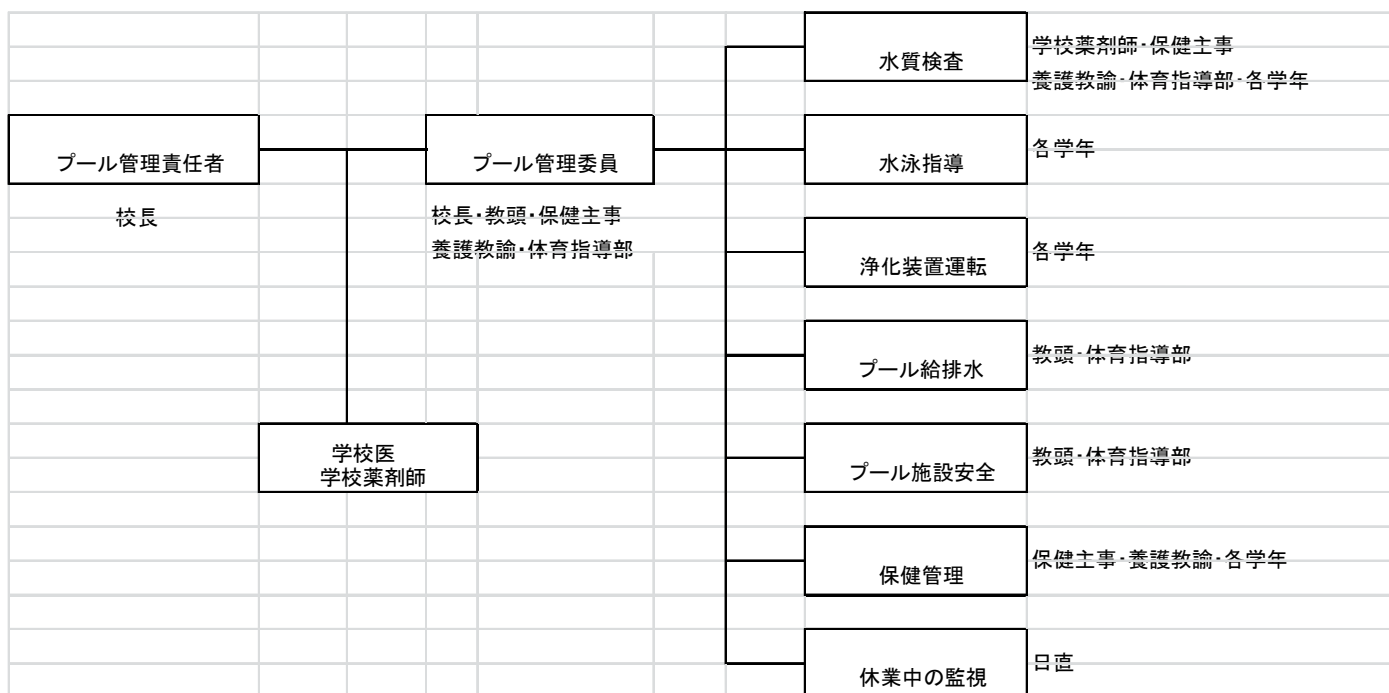 水質検査
学校薬剤師・保健主事
養護教諭・体育指導部・各学年
プール管理責任者
校長
プール管理委員
校長・教頭・保健主事
養護教諭・体育指導部
水泳指導
各学年
浄化装置運転
各学年
プール給排水
教頭・体育指導部
学校医
学校薬剤師
プール施設安全
教頭・体育指導部
保健管理
保健主事・養護教諭・各学年
休業中の監視
日直